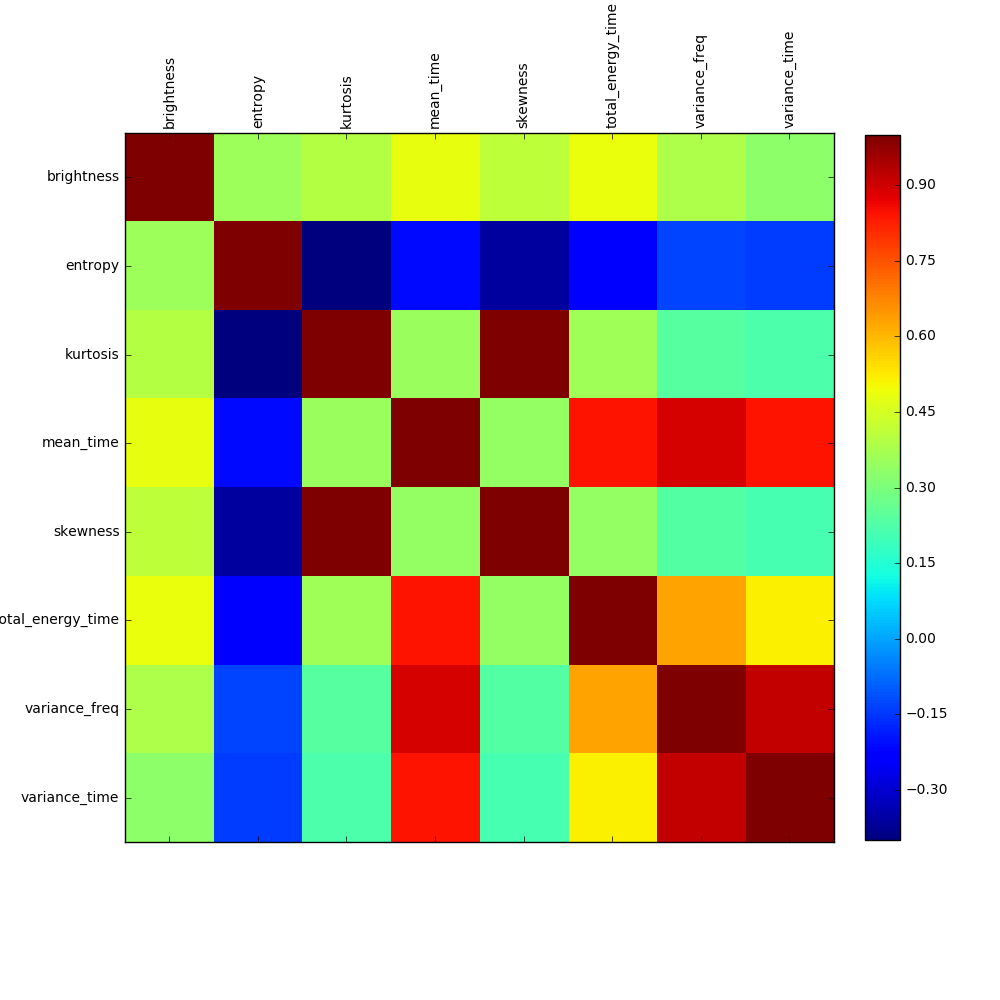 brightness
entropy
kurtosis
mean_time
skewness
total_energy_time
variance_freq
variance_time
brightness
entropy
kurtosis
mean_time
skewness
otal_energy_time
variance_freq
variance_time
0.90
0.75
0.60
0.45
0.30
0.15
0.00
−0.15
−0.30